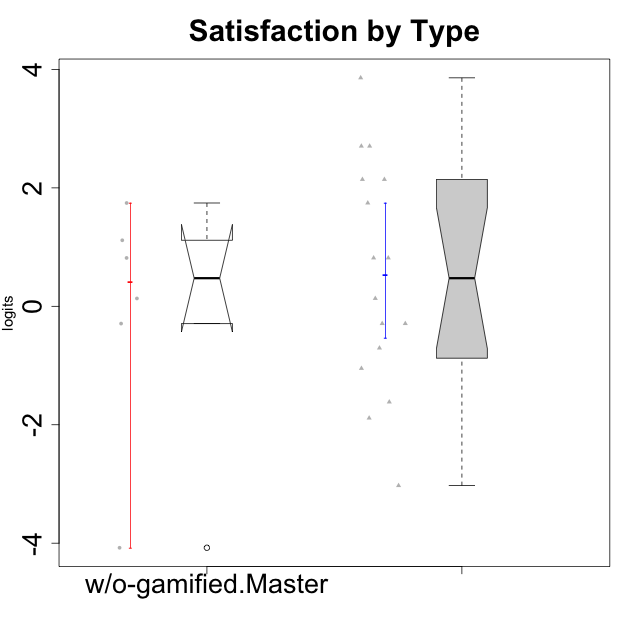 Satisfaction by Type
logits
4
2
0
-2
-4
w/o-gamified.Master